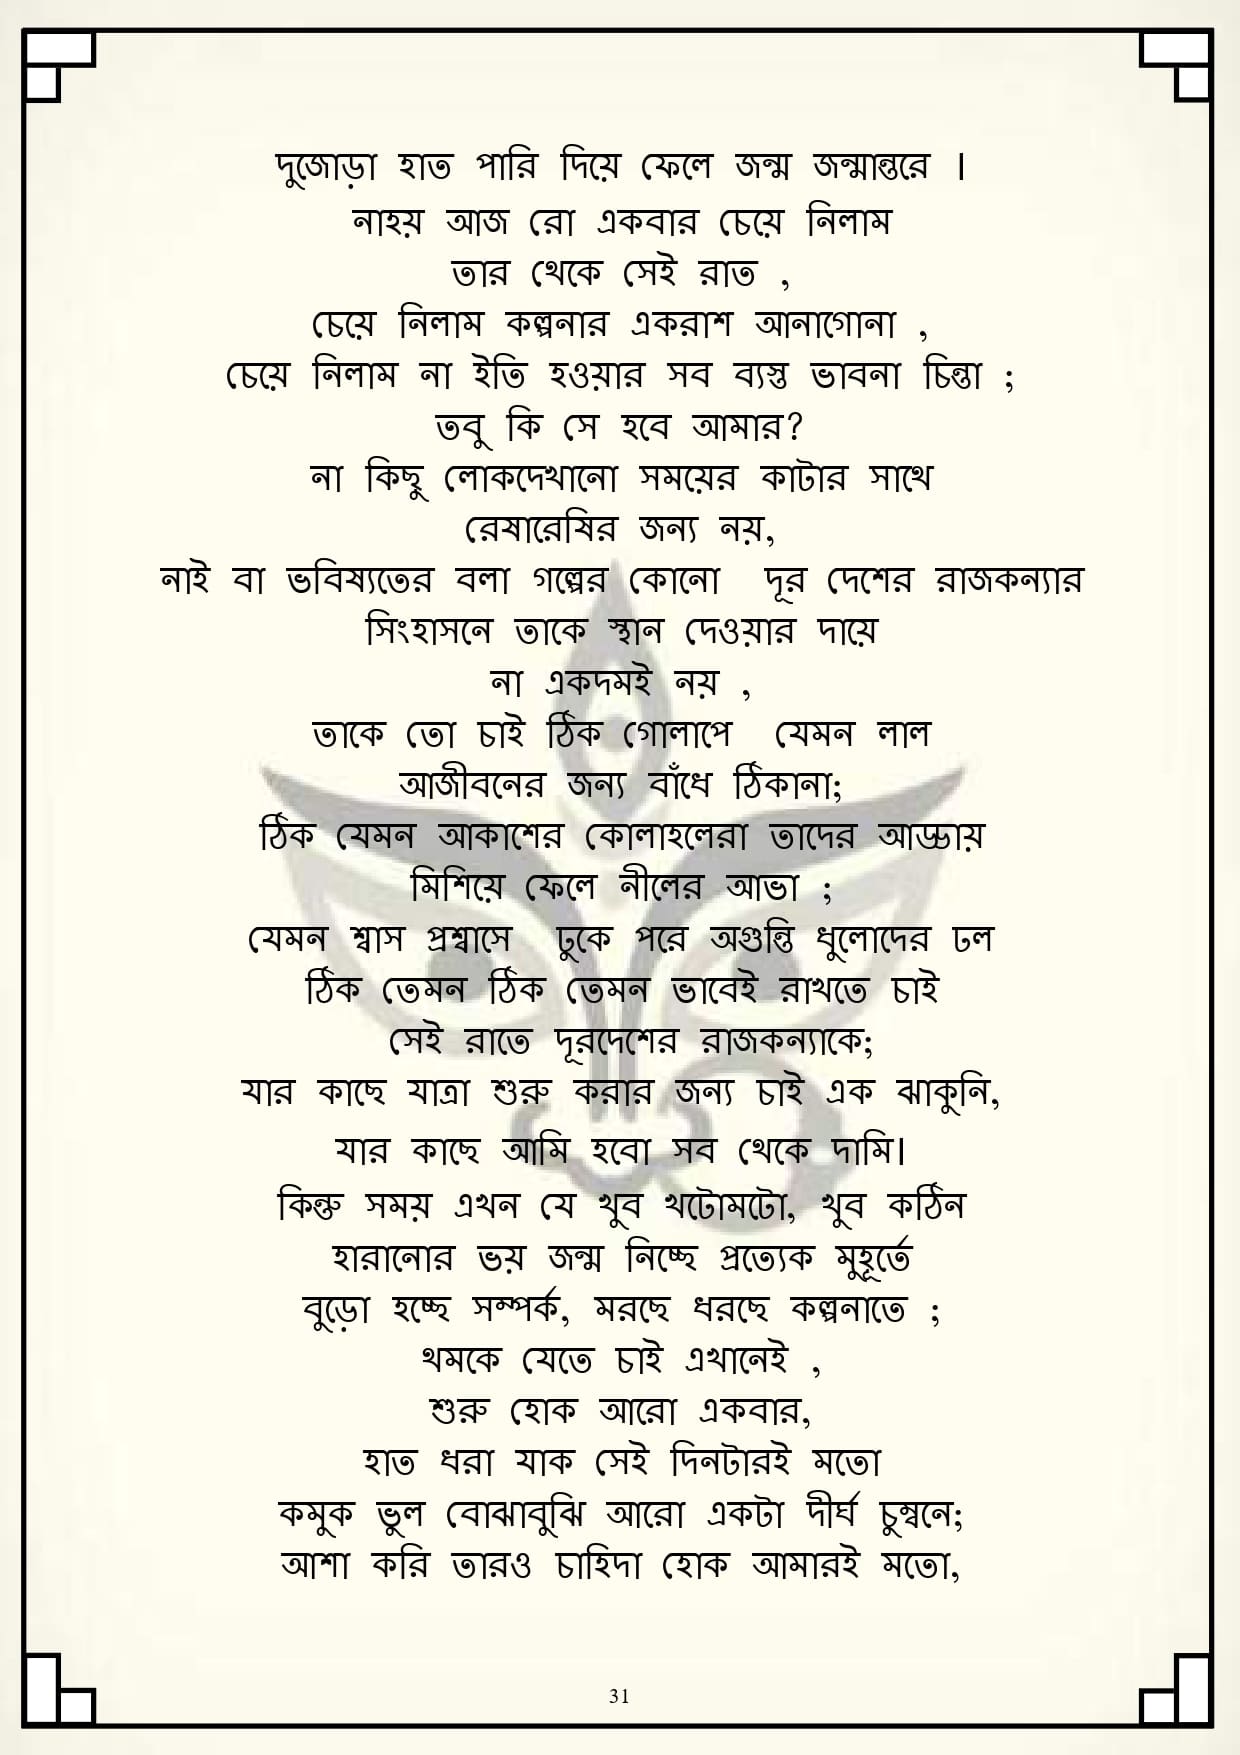 দুজোড়া হাত পারি দিয়ে ফেলে জন্ম জন্মান্তরে ।
নাহয় আজ রো একবার চেয়ে নিলাম
তার থেকে সেই রাত ,
চেয়ে নিলাম কল্পনার একরাশ আনাগোনা ,
চেয়ে নিলাম না ইতি হওয়ার সব ব্যস্ত ভাবনা চিন্তা ;
তবু কি সে হবে আমার?
না কিছু লোকদেখানো সময়ের কাটার সাথে
রেষারেষির জন্য নয়,
নাই বা ভবিষ্যতের বলা গল্পের কোনো দূর দেশের রাজকন্যার
সিংহাসনে তাকে স্থান দেওয়ার দায়ে
না একদমই নয় ,
তাকে তো চাই ঠিক গোলাপে যেমন লাল
আজীবনের জন্য বাঁধে ঠিকানা;
ঠিক যেমন আকাশের কোলাহলেরা তাদের আড্ডায়
মিশিয়ে ফেলে নীলের আভা ;
যেমন শ্বাস প্রশ্বাসে ঢুকে পরে অগুন্তি ধুলোদের ঢল
ঠিক তেমন ঠিক তেমন ভাবেই রাখতে চাই
সেই রাতে দূরদেশের রাজকন্যাকে;
যার কাছে যাত্রা শুরু করার জন্য চাই এক ঝাকুনি,
যার কাছে আমি হবো সব থেকে দামি।
কিন্তু সময় এখন যে খুব খটোমটো, খুব কঠিন
হারানোর ভয় জন্ম নিচ্ছে প্রত্যেক মুহূর্তে
বুড়ো হচ্ছে সম্পর্ক, মরছে ধরছে কল্পনাতে ;
থমকে যেতে চাই এখানেই ,
শুরু হোক আরো একবার,
হাত ধরা যাক সেই দিনটারই মতো
কমুক ভুল বোঝাবুঝি আরো একটা দীর্ঘ চুম্বনে;
আশা করি তারও চাহিদা হোক আমারই মতো,
31